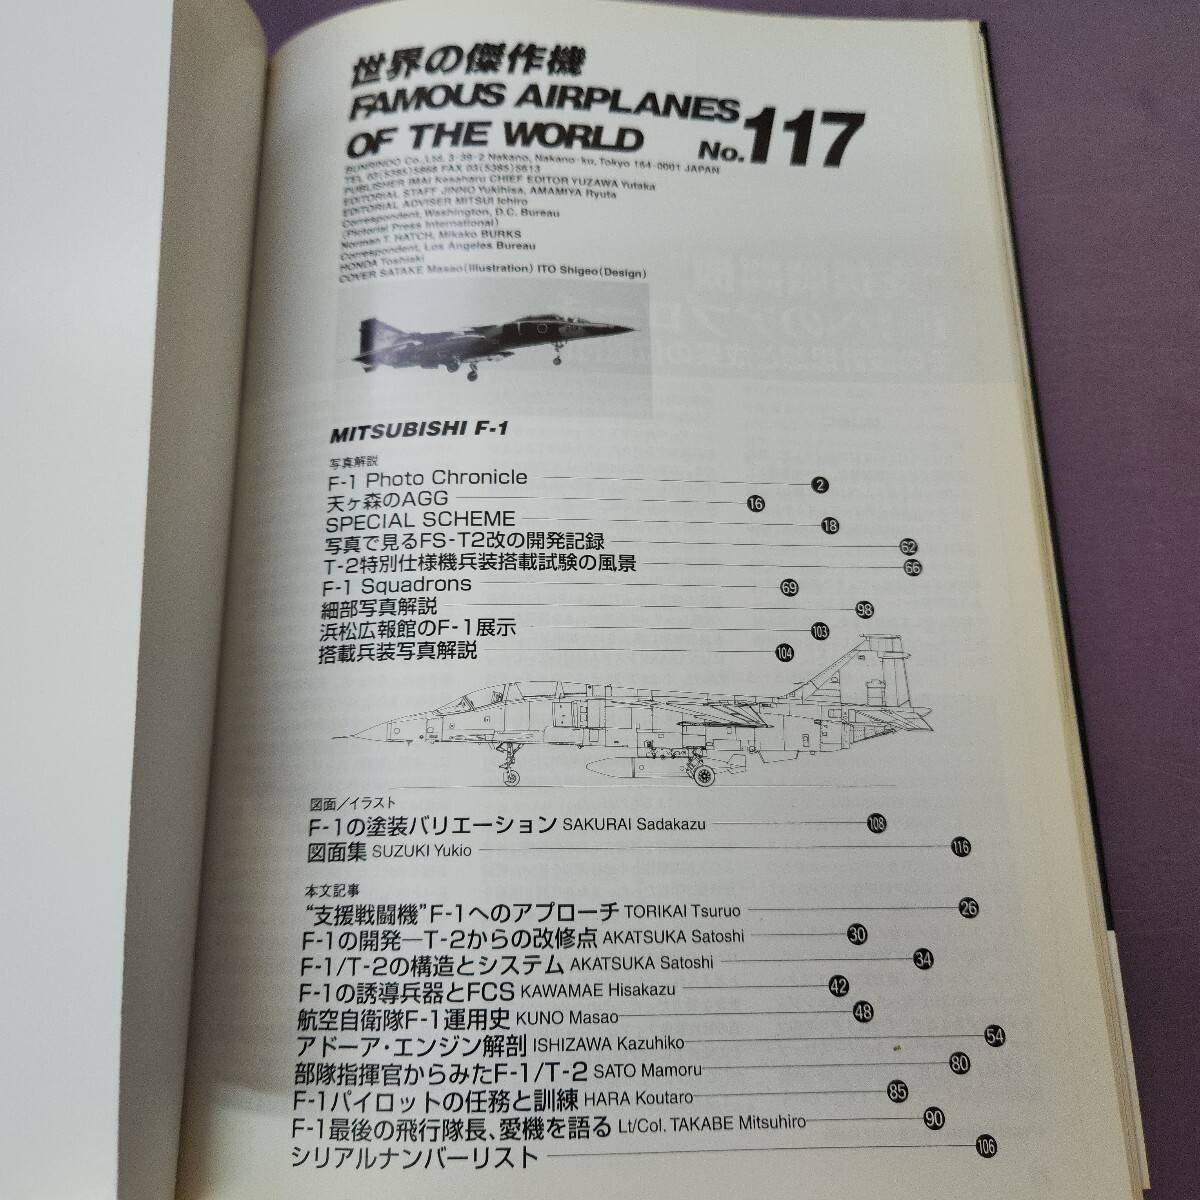 世界の傑作機
FAMOUS AIRPLANES
OF THE WORLD No.117
BUNRINDO Co., Ltd. 3-39-2 Nakano, Nakano-ku, Tokyo 164-0001 JAPAN
TEL 03(5385)5868 FAX 03(5385)5613
PUBLISHER IMAI Kesaharu CHIEF EDITOR YUZAWA Yutaka
EDITORIAL STAFF JINNO Yukihisa, AMAMIYA Ryuta
EDITORIAL ADVISER MITSUI Ichiro
Correspondent, Washington, D.C. Bureau
(Pictorial Press International)
Norman T. HATCH, Mikako BURKS
Correspondent, Los Angeles Bureau
HONDA Toshiaki
COVER SATAKE Masao(Illustration) ITO Shigeo(Design)
MITSUBISHI F-1
写真解説
F-1 Photo Chronicle 2
天ヶ森のAGG 16
SPECIAL SCHEME 18
写真で見るFS-T2改の開発記録 62
T-2特別仕様機兵装搭載試験の風景 66
F-1 Squadrons 69
細部写真解説 98
浜松広報館のF-1展示 103
搭載兵装写真解説 104
図面/イラスト
F-1の塗装バリエーション SAKURAI Sadakazu 108
図面集 SUZUKI Yukio 116
本文記事
“支援戦闘機”F-1へのアプローチ TORIKAI Tsuruo 26
F-1の開発―T-2からの改修点 AKATSUKA Satoshi 30
F-1/T-2の構造とシステム AKATSUKA Satoshi 34
F-1の誘導兵器とFCS KAWAMAE Hisakazu 42
航空自衛隊F-1運用史 KUNO Masao 48
アドーア・エンジン解剖 ISHIZAWA Kazuhiko 54
部隊指揮官からみたF-1/T-2 SATO Mamoru 80
F-1パイロットの任務と訓練 HARA Koutaro 85
F-1最後の飛行隊長、愛機を語る Lt/Col. TAKABE Mitsuhiro 90
シリアルナンバーリスト 106